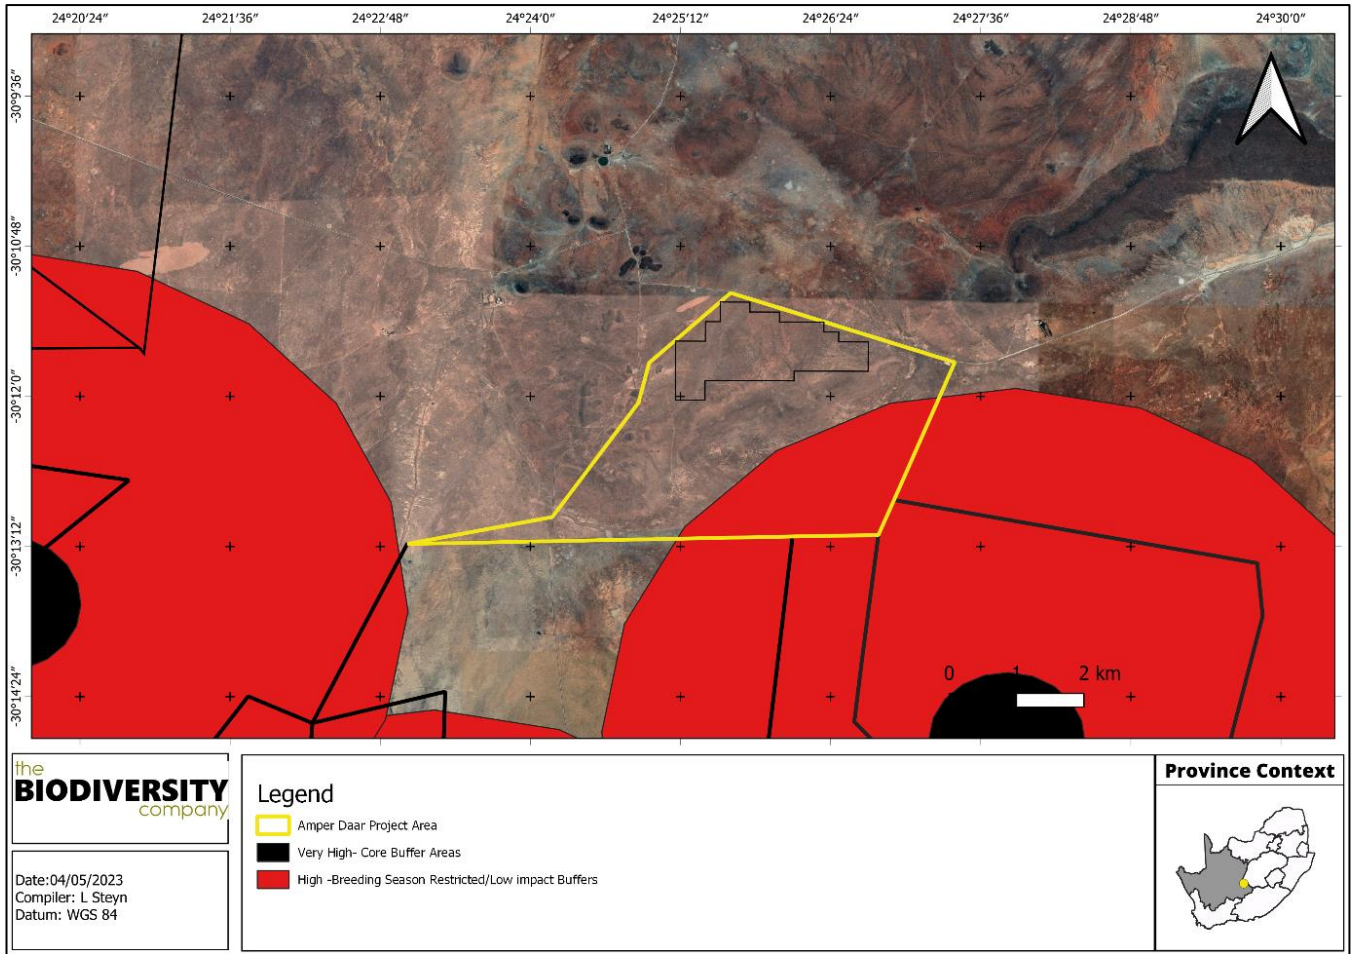 24°20′24″ 24°21′36″ 24°22′48″ 24°24′0″ 24°25′12″ 24°26′24″ 24°27′36″ 24°28′48″ 24°30′0″
-30°9′36″
-30°10′48″
-30°12′0″
-30°13′12″
-30°14′24″
0 1 2 km
the
BIODIVERSITY
company
Date:04/05/2023
Compiler: L Steyn
Datum: WGS 84
Legend
Amper Daar Project Area
Very High- Core Buffer Areas
High -Breeding Season Restricted/Low impact Buffers
Province Context